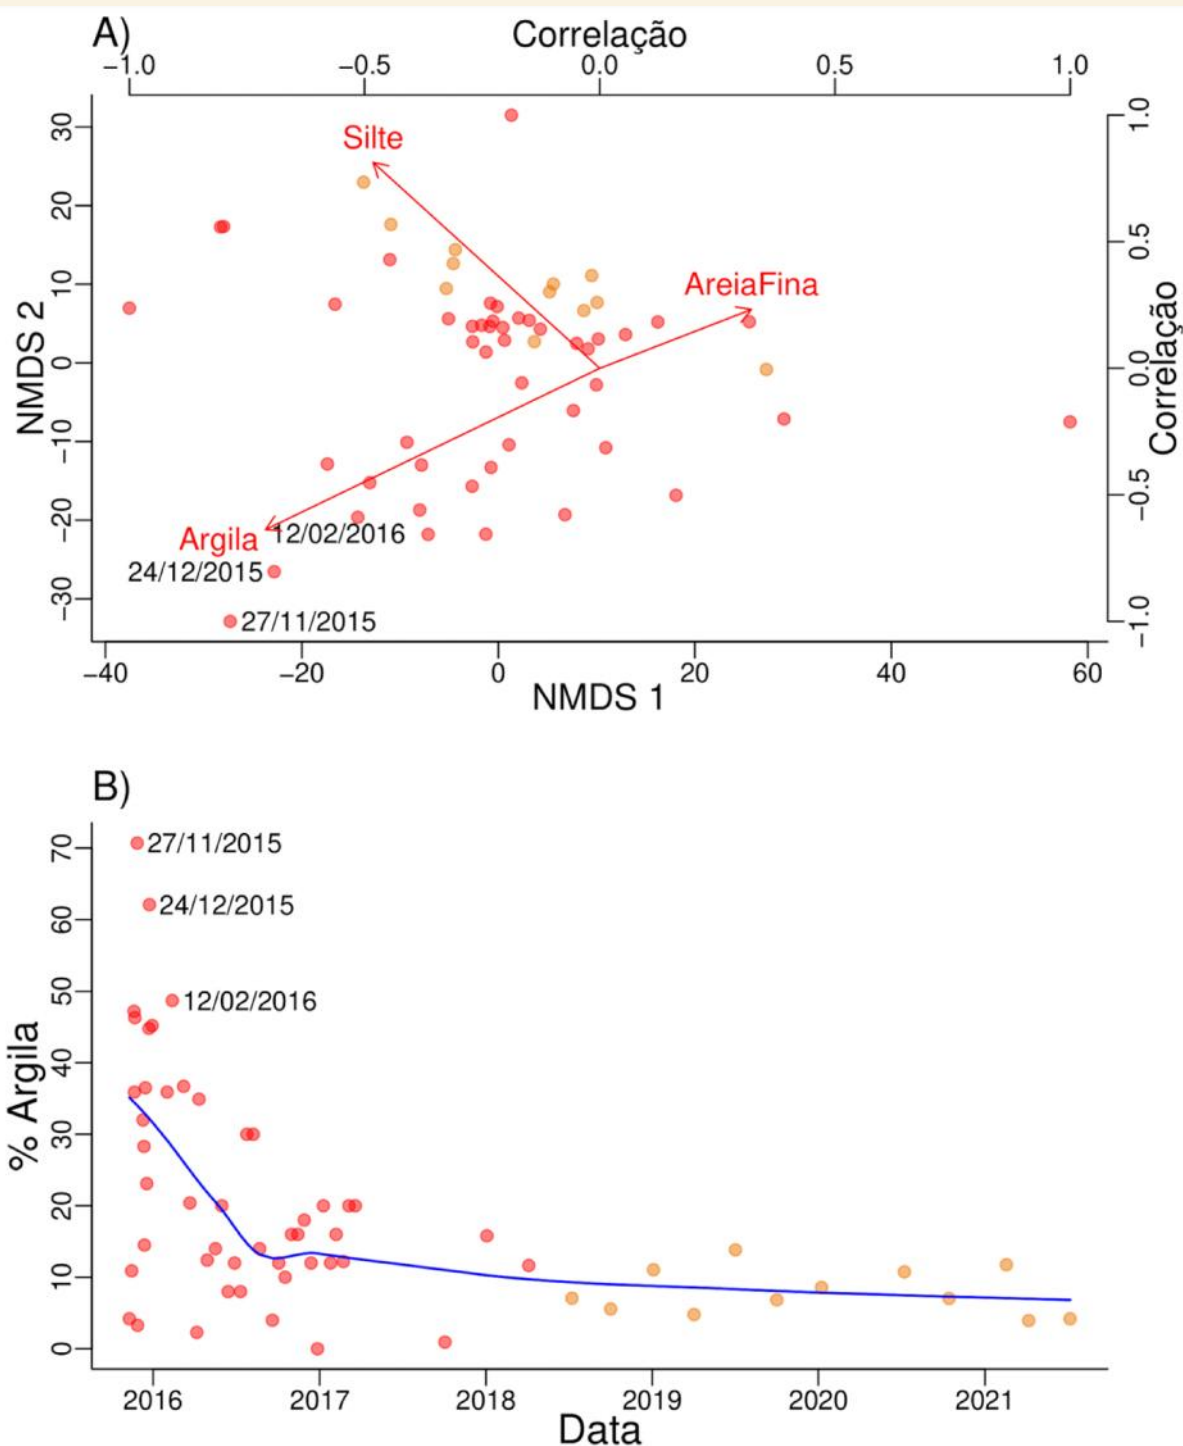 A)
Correlação
−1.0 −0.5 0.0 0.5 1.0
Silte
AreiaFina
Argila
12/02/2016
24/12/2015
27/11/2015
NMDS 2
30
20
10
0
−10
−20
−30
Correlação
1.0
0.5
0.0
−0.5
−1.0
−40 −20 0 20 40 60
NMDS 1
B)
27/11/2015
24/12/2015
12/02/2016
% Argila
70
60
50
40
30
20
10
0
2016 2017 2018 2019 2020 2021
Data